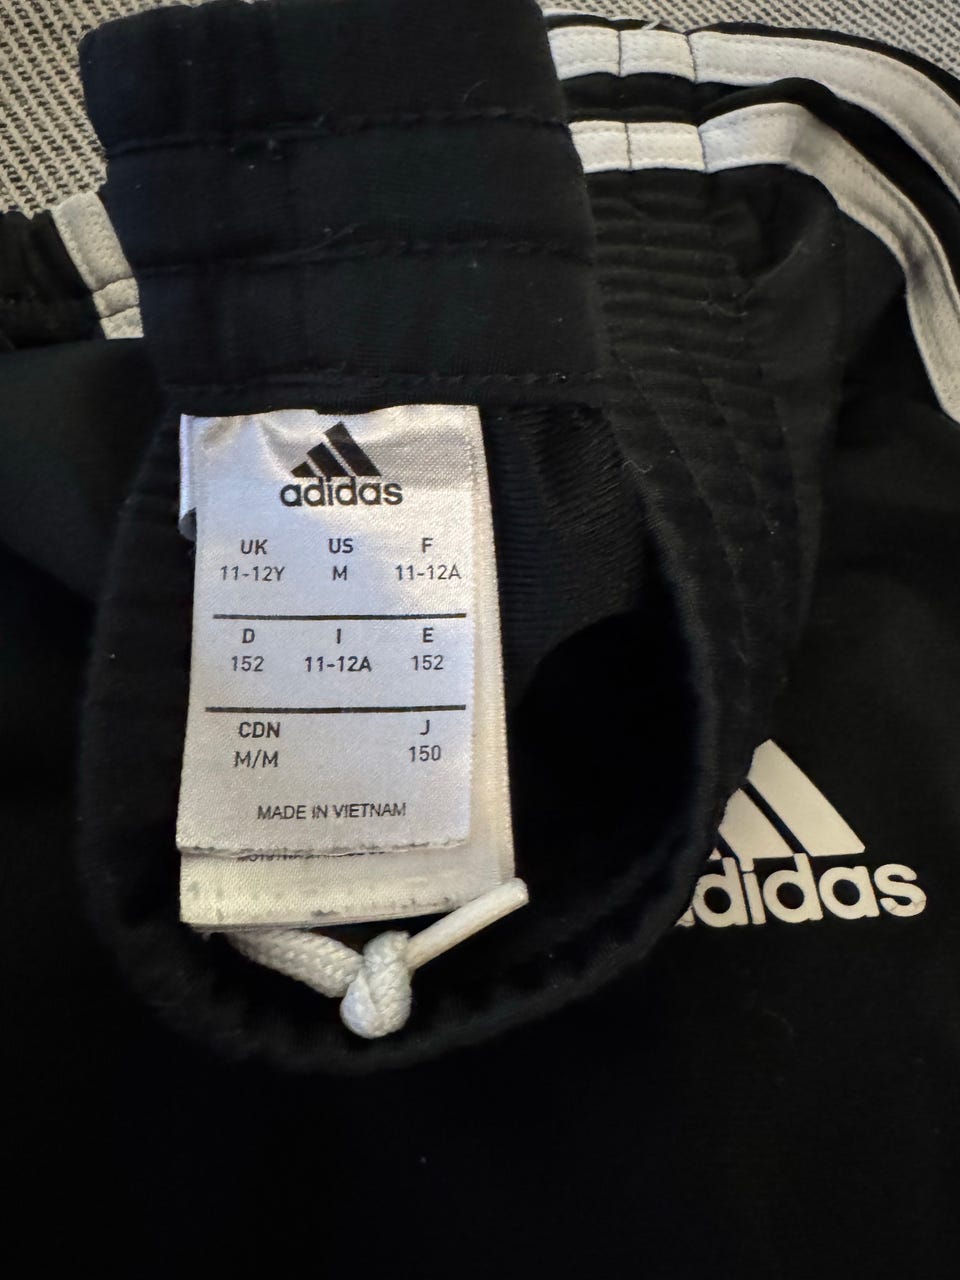 adidas
UK US F
11-12Y M 11-12A
D I E
152 11-12A 152
CDN J
M/M 150
MADE IN VIETNAM
adidas